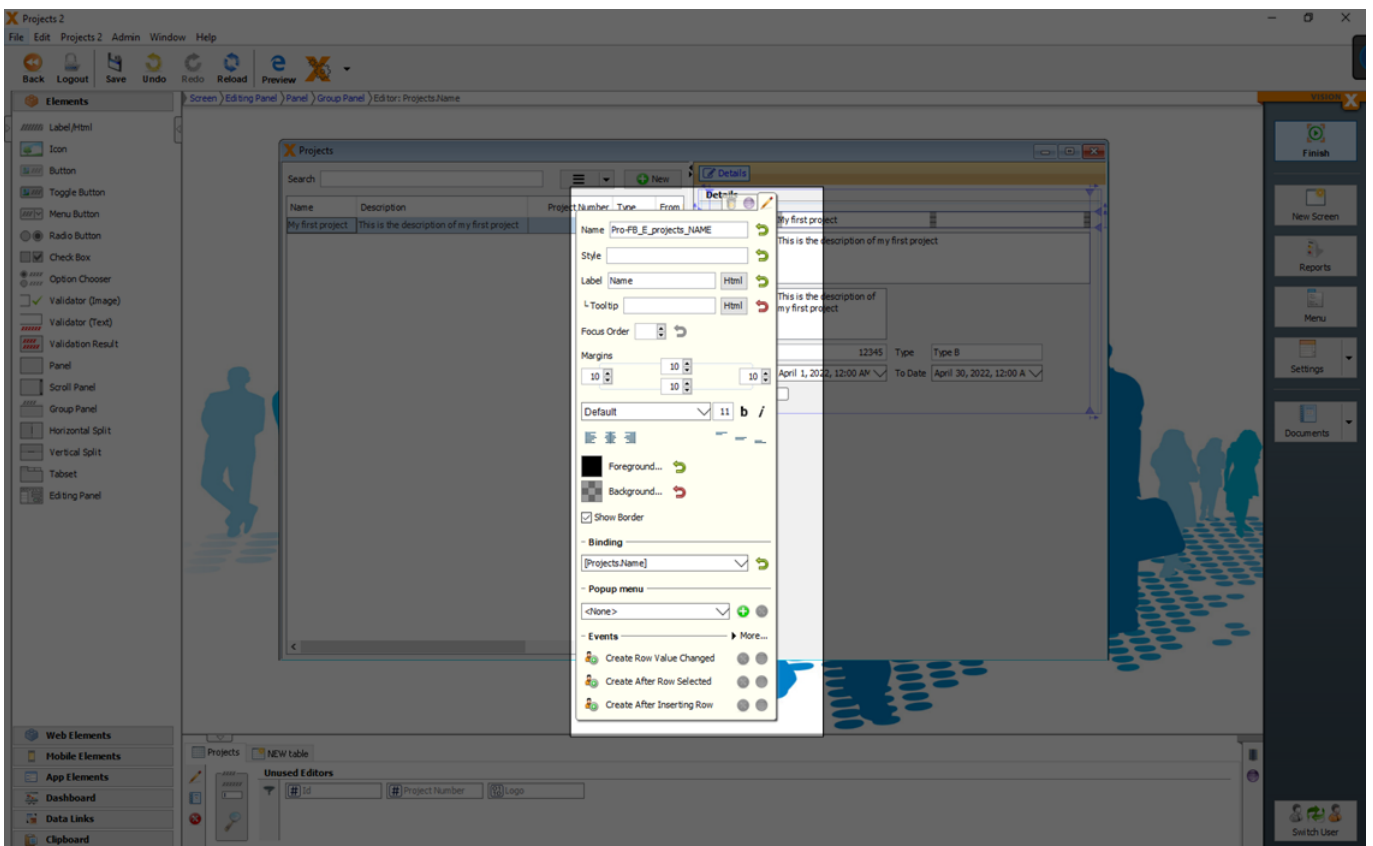 Projects 2
File Edit Projects 2 Admin Window Help
Back Logout Save Undo Redo Reload Preview
Elements
Screen Editing Panel Panel Group Panel Editor: Projects.Name
VISION X
Label/Html
Icon
Button
Toggle Button
Menu Button
Radio Button
Check Box
Option Chooser
Validator (Image)
Validator (Text)
Validation Result
Panel
Scroll Panel
Group Panel
Horizontal Split
Vertical Split
Tabset
Editing Panel
Web Elements
Mobile Elements
App Elements
Dashboard
Data Links
Clipboard
Projects
Search
New
Name Description Project Number Type From
My first project This is the description of my first project
Details
Details
My first project
This is the description of my first project
This is the description of
my first project
12345 Type Type B
April 1, 2022, 12:00 AM To Date April 30, 2022, 12:00 A
Name Pro-FB_E_projects_NAME
Style
Label Name Html
Tooltip Html
Focus Order
Margins
10
10 10
10
Default 11 b i
Foreground...
Background...
Show Border
Binding
[Projects.Name]
Popup menu
<None>
Events More...
Create Row Value Changed
Create After Row Selected
Create After Inserting Row
Finish
New Screen
Reports
Menu
Settings
Documents
Switch User
Projects NEW table
Unused Editors
# Id # Project Number Logo